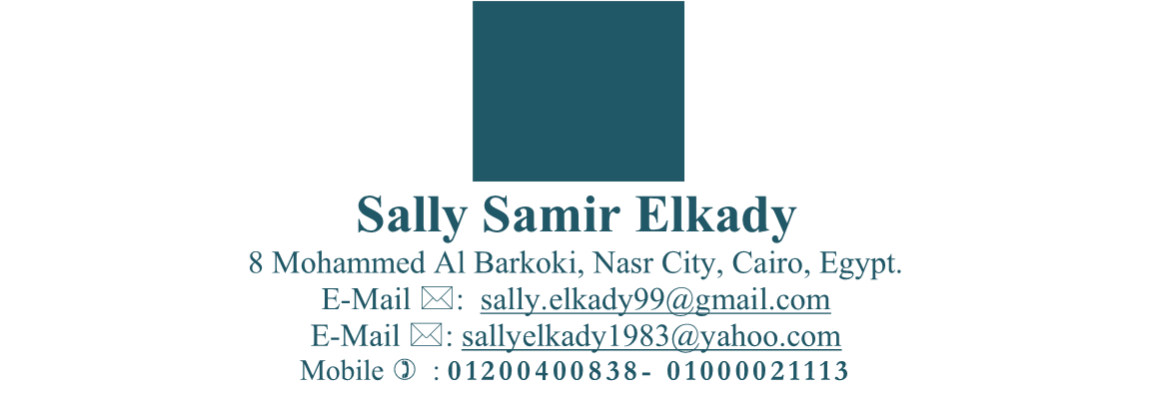 Sally Samir Elkady
8 Mohammed Al Barkoki, Nasr City, Cairo, Egypt.
E-Mail ✉: sally.elkady99@gmail.com
E-Mail ✉: sallyelkady1983@yahoo.com
Mobile ✆ : 01200400838- 01000021113